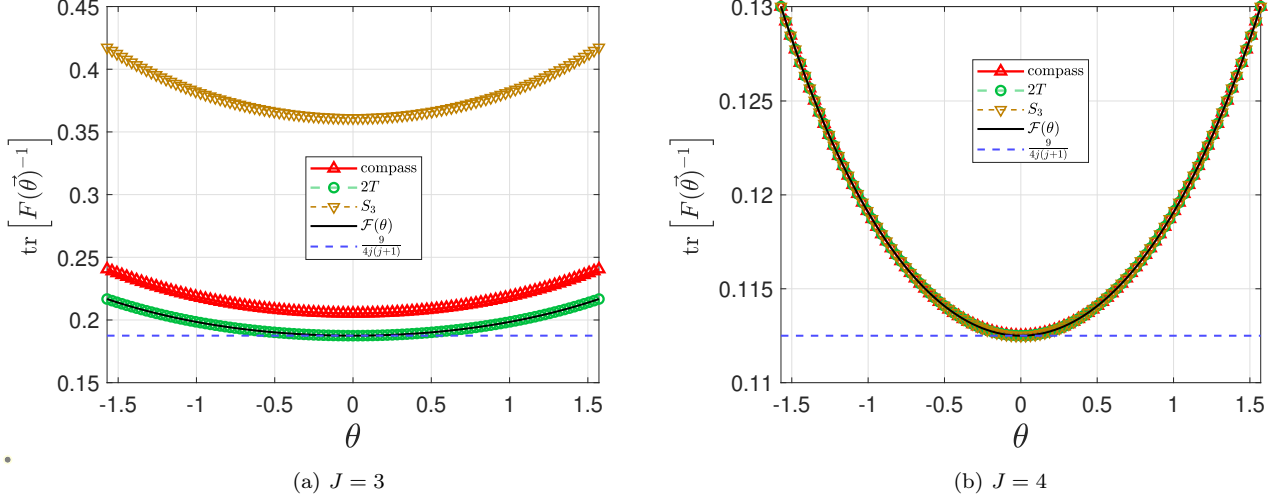 0.45
0.4
0.35
0.3
0.25
0.2
0.15
-1.5 -1 -0.5 0 0.5 1 1.5
θ
tr [F(θ⃗)⁻¹]
compass
2T
S₃
ℱ(θ)
9/4j(j+1)
(a) J = 3
0.13
0.125
0.12
0.115
0.11
-1.5 -1 -0.5 0 0.5 1 1.5
θ
tr [F(θ⃗)⁻¹]
compass
2T
S₃
ℱ(θ)
9/4j(j+1)
(b) J = 4